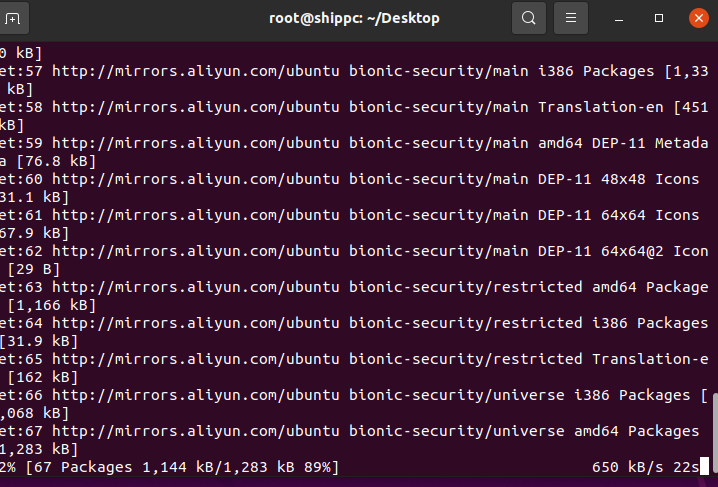 root@shippc: ~/Desktop
0 kB]
et:57 http://mirrors.aliyun.com/ubuntu bionic-security/main i386 Packages [1,33
kB]
et:58 http://mirrors.aliyun.com/ubuntu bionic-security/main Translation-en [451
kB]
et:59 http://mirrors.aliyun.com/ubuntu bionic-security/main amd64 DEP-11 Metada
a [76.8 kB]
et:60 http://mirrors.aliyun.com/ubuntu bionic-security/main DEP-11 48x48 Icons
31.1 kB]
et:61 http://mirrors.aliyun.com/ubuntu bionic-security/main DEP-11 64x64 Icons
67.9 kB]
et:62 http://mirrors.aliyun.com/ubuntu bionic-security/main DEP-11 64x64@2 Icon
[29 B]
et:63 http://mirrors.aliyun.com/ubuntu bionic-security/restricted amd64 Package
[1,166 kB]
et:64 http://mirrors.aliyun.com/ubuntu bionic-security/restricted i386 Packages
[31.9 kB]
et:65 http://mirrors.aliyun.com/ubuntu bionic-security/restricted Translation-e
[162 kB]
et:66 http://mirrors.aliyun.com/ubuntu bionic-security/universe i386 Packages [
,068 kB]
et:67 http://mirrors.aliyun.com/ubuntu bionic-security/universe amd64 Packages
1,283 kB]
2% [67 Packages 1,144 kB/1,283 kB 89%] 650 kB/s 22s